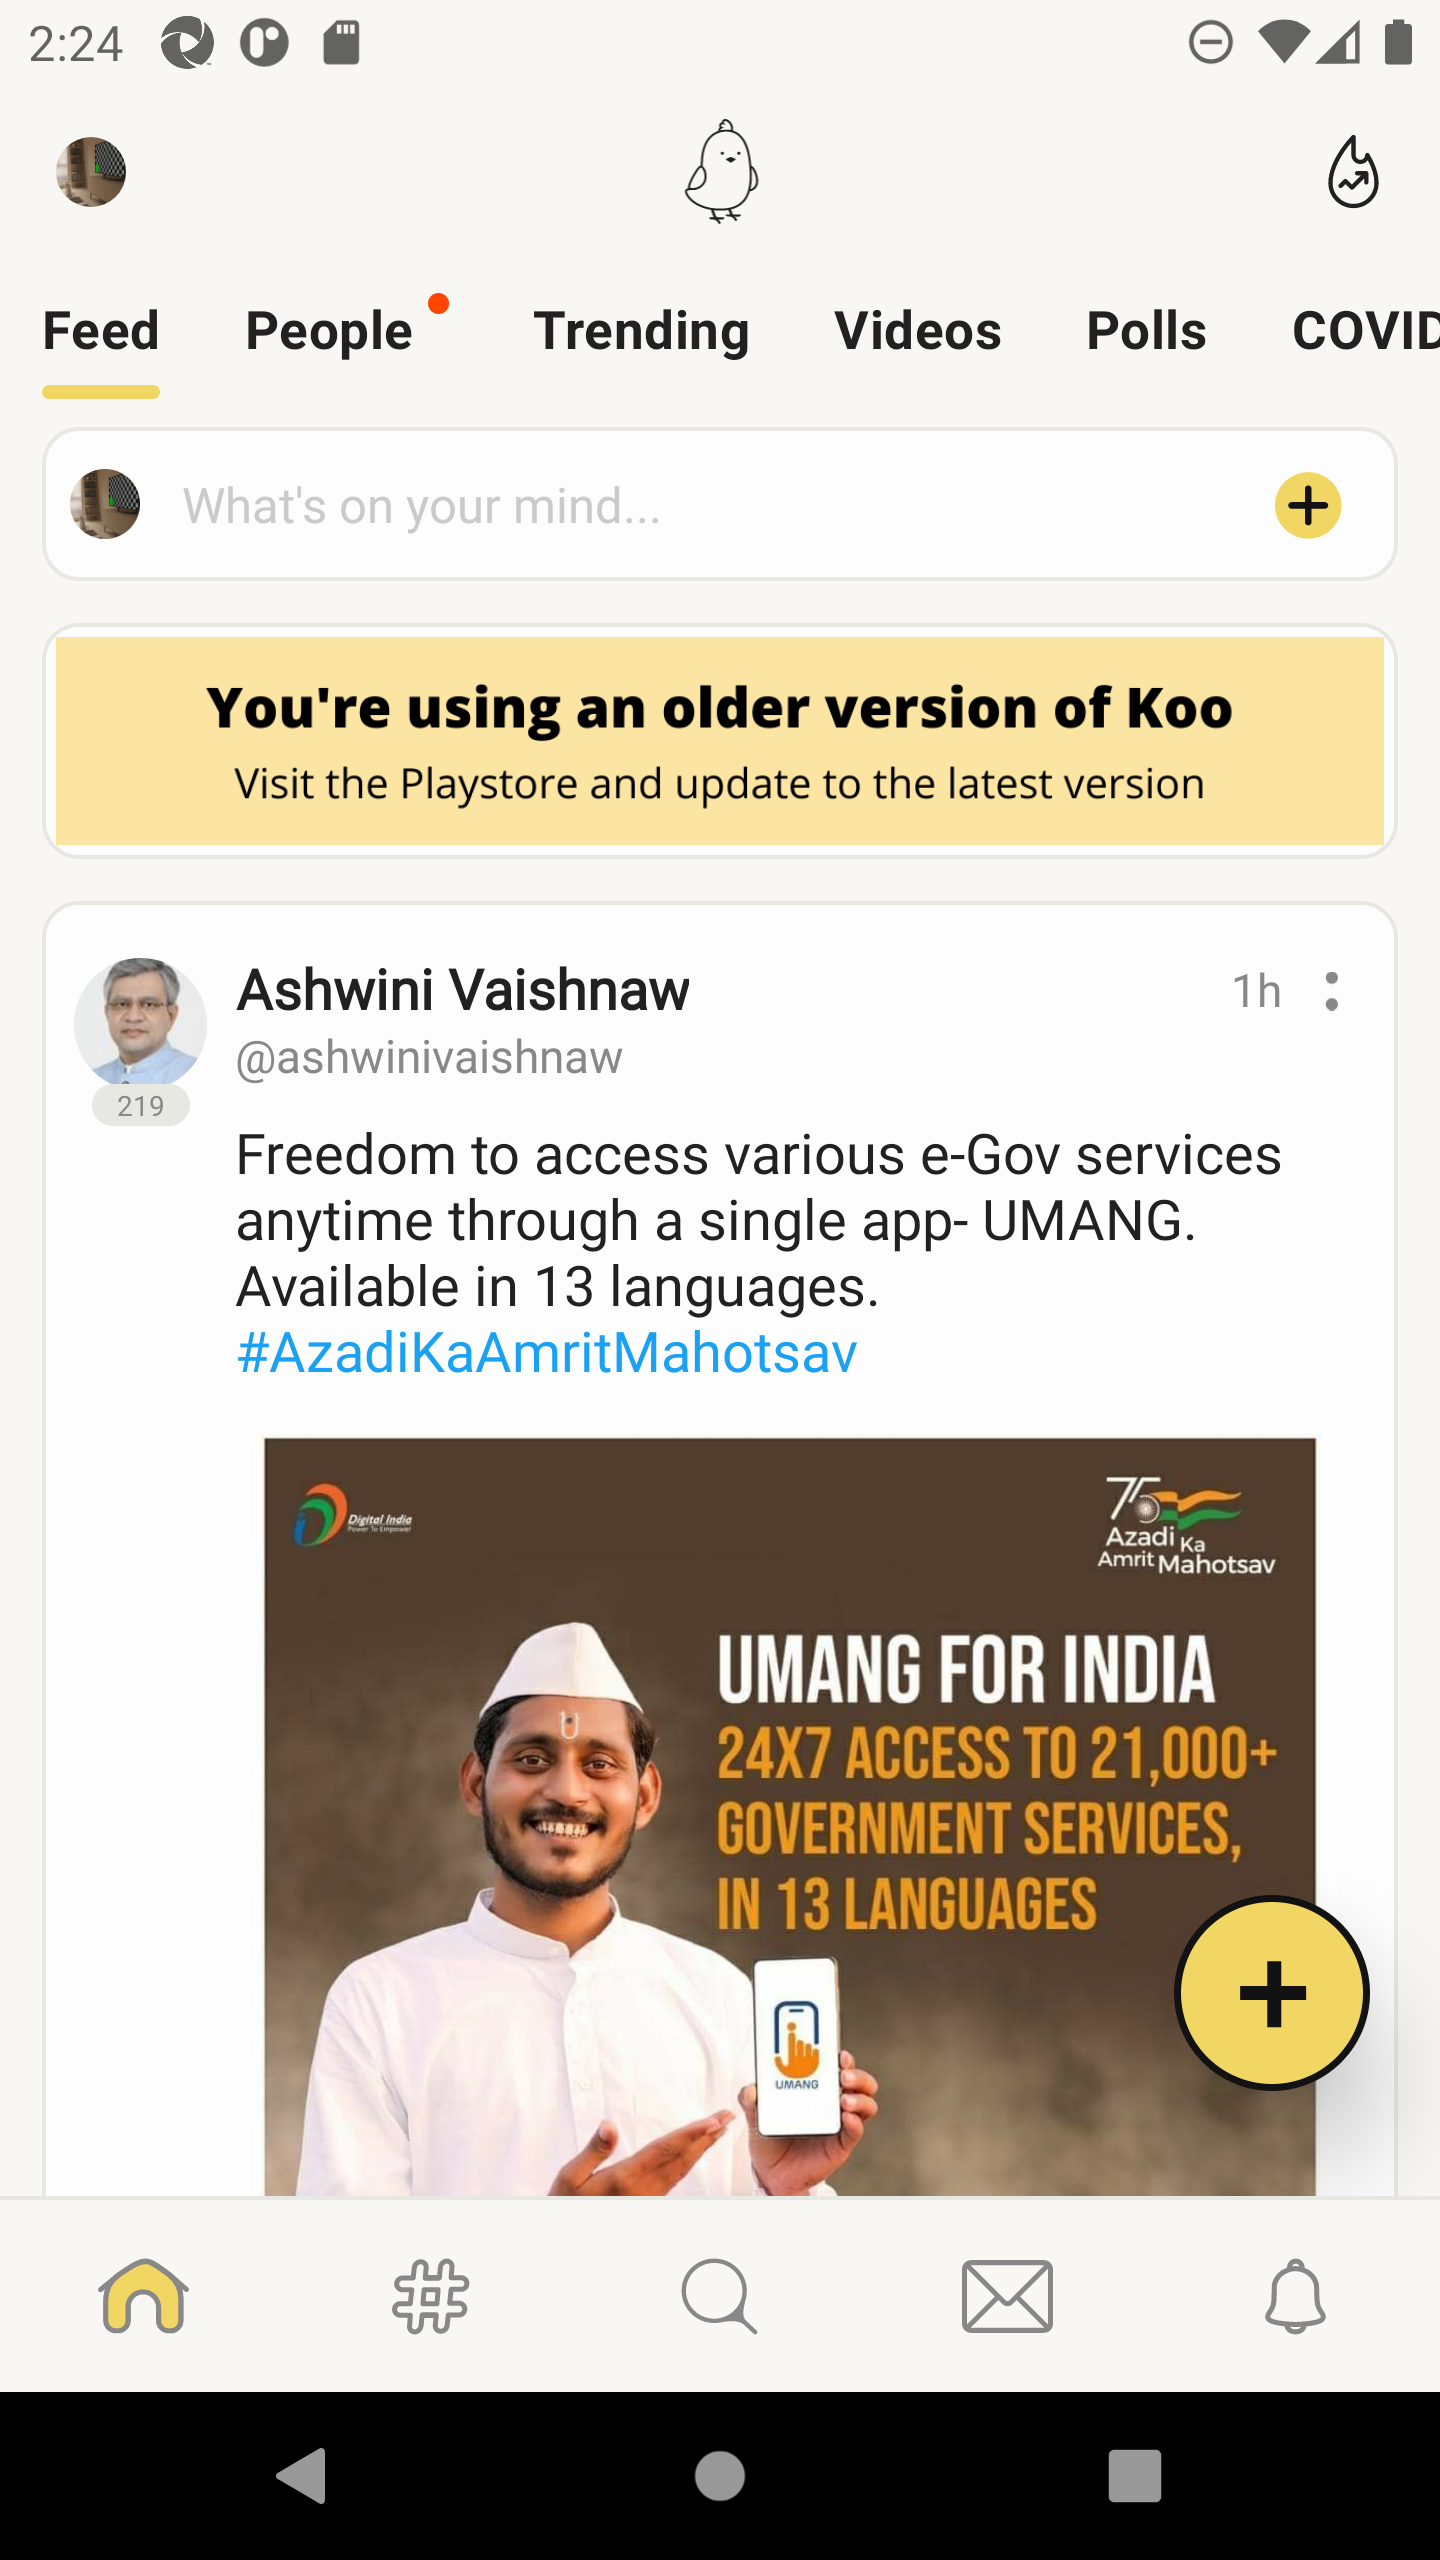 2:24
Feed People Trending Videos Polls COVID
What's on your mind...
You're using an older version of Koo
Visit the Playstore and update to the latest version
Ashwini Vaishnaw 1h
@ashwinivaishnaw
219
Freedom to access various e-Gov services
anytime through a single app- UMANG.
Available in 13 languages.
#AzadiKaAmritMahotsav
Digital India
Power To Empower
75
Azadi Ka
Amrit Mahotsav
UMANG FOR INDIA
24X7 ACCESS TO 21,000+
GOVERNMENT SERVICES,
IN 13 LANGUAGES
UMANG